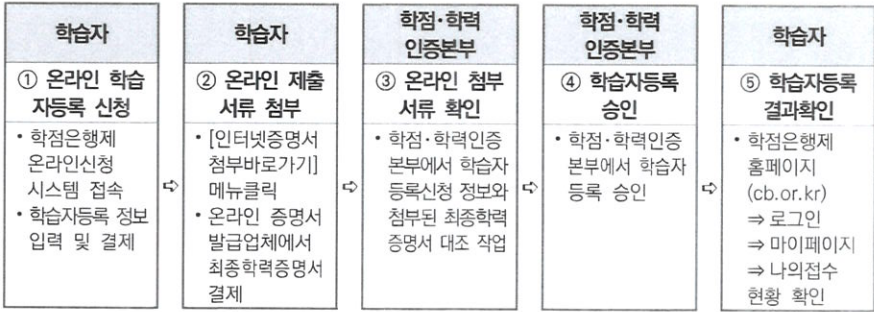 학습자
① 온라인 학습
자등록 신청
• 학점은행제
온라인신청
시스템 접속
• 학습자등록 정보
입력 및 결제
⇨
학습자
② 온라인 제출
서류 첨부
• [인터넷증명서
첨부바로가기]
메뉴클릭
• 온라인 증명서
발급업체에서
최종학력증명서
결제
⇨
학점·학력
인증본부
③ 온라인 첨부
서류 확인
• 학점·학력인증
본부에서 학습자
등록신청 정보와
첨부된 최종학력
증명서 대조 작업
⇨
학점·학력
인증본부
④ 학습자등록
승인
• 학점·학력인증
본부에서 학습자
등록 승인
⇨
학습자
⑤ 학습자등록
결과확인
• 학점은행제
홈페이지
(cb.or.kr)
⇒ 로그인
⇒ 마이페이지
⇒ 나의접수
현황 확인